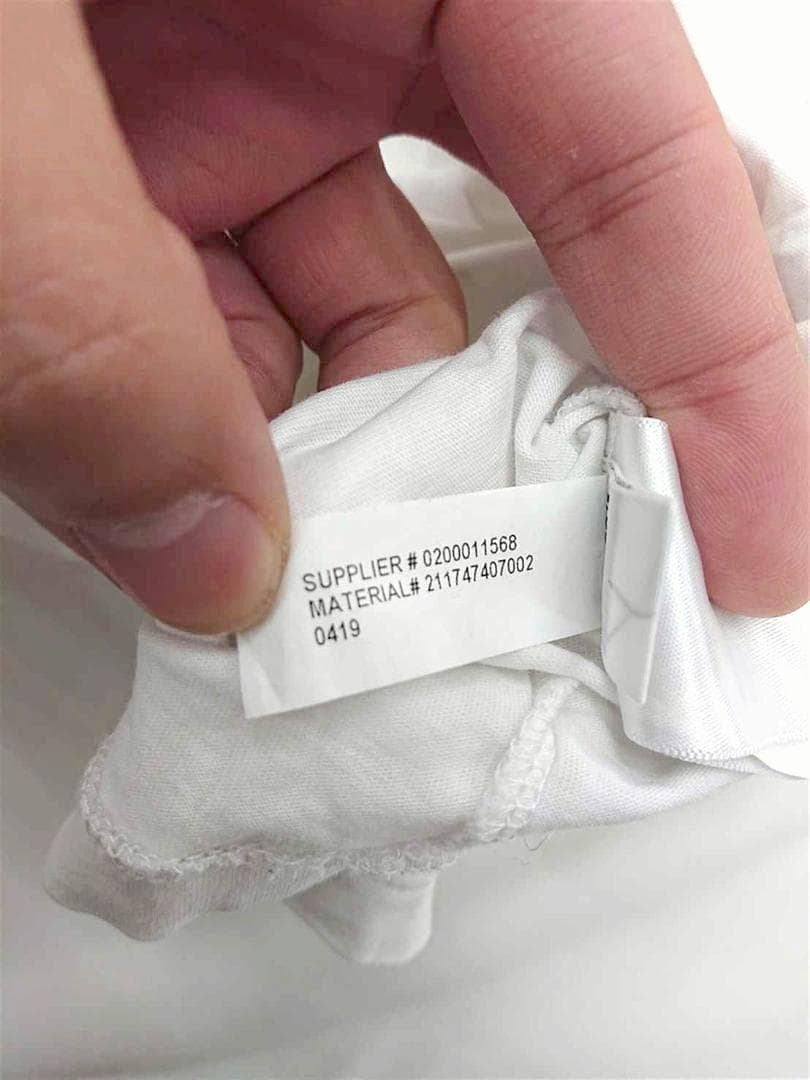 SUPPLIER # 0200011568
MATERIAL# 211747407002
0419